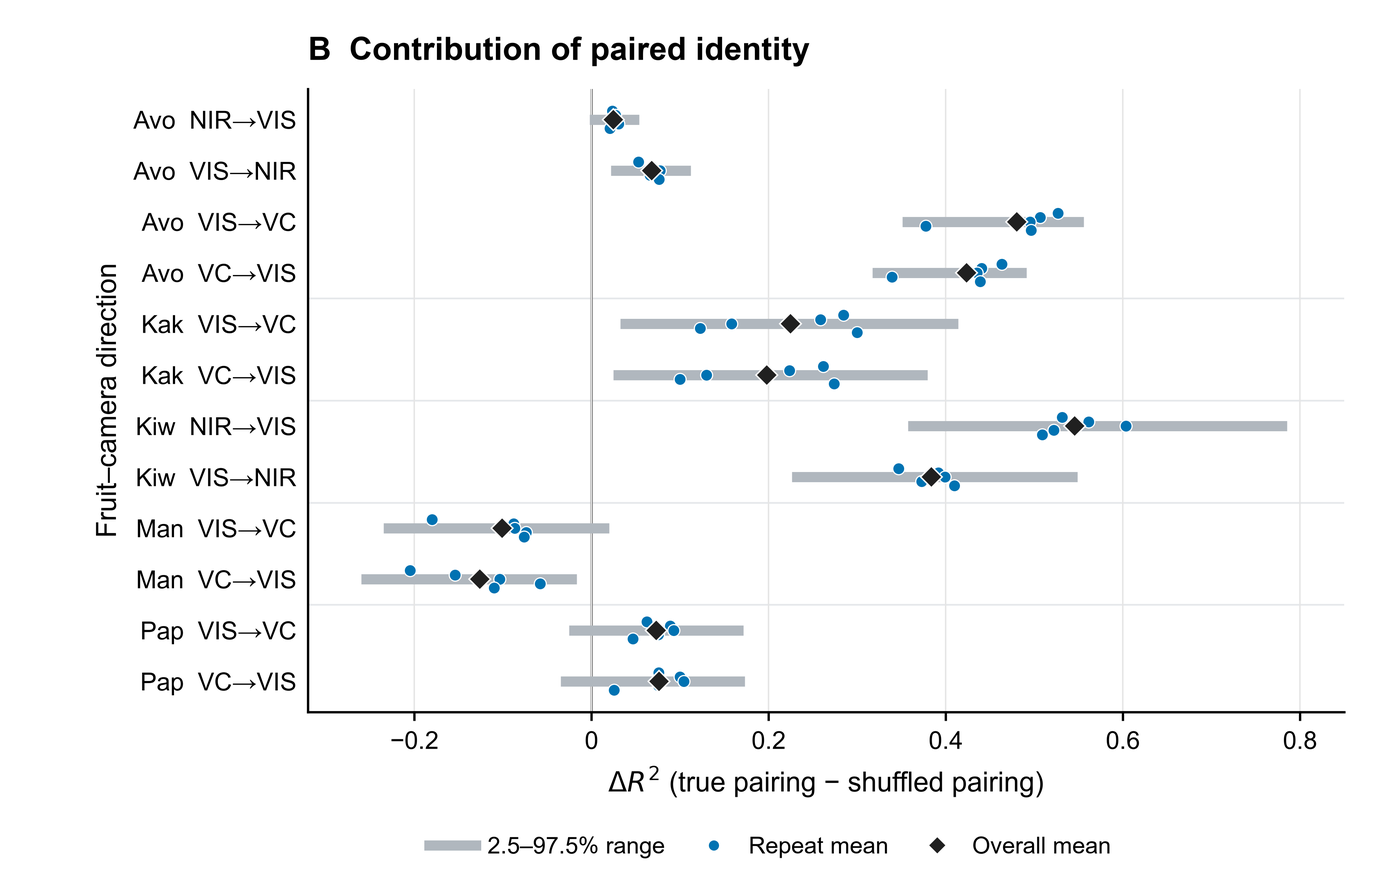 B Contribution of paired identity
Fruit–camera direction
Avo NIR→VIS
Avo VIS→NIR
Avo VIS→VC
Avo VC→VIS
Kak VIS→VC
Kak VC→VIS
Kiw NIR→VIS
Kiw VIS→NIR
Man VIS→VC
Man VC→VIS
Pap VIS→VC
Pap VC→VIS
−0.2 0 0.2 0.4 0.6 0.8
ΔR² (true pairing − shuffled pairing)
2.5–97.5% range Repeat mean Overall mean